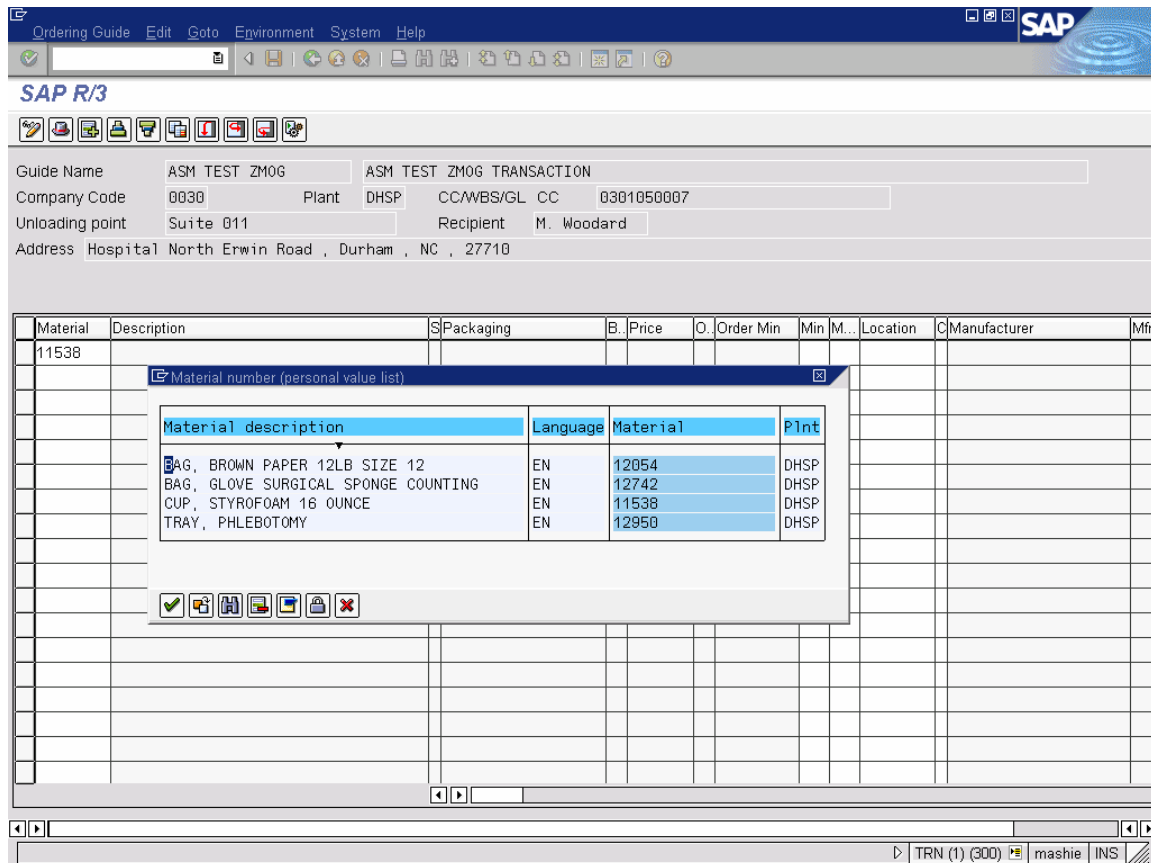 Ordering Guide Edit Goto Environment System Help
SAP
SAP R/3
Guide Name ASM TEST ZMOG ASM TEST ZMOG TRANSACTION
Company Code 0030 Plant DHSP CC/WBS/GL CC 0301050007
Unloading point Suite 011 Recipient M. Woodard
Address Hospital North Erwin Road , Durham , NC , 27710
Material Description S Packaging B.. Price O.. Order Min Min M... Location C Manufacturer Mfr
11538
Material number (personal value list)
Material description Language Material Plnt
BAG, BROWN PAPER 12LB SIZE 12 EN 12054 DHSP
BAG, GLOVE SURGICAL SPONGE COUNTING EN 12742 DHSP
CUP, STYROFOAM 16 OUNCE EN 11538 DHSP
TRAY, PHLEBOTOMY EN 12950 DHSP
TRN (1) (300) mashie INS